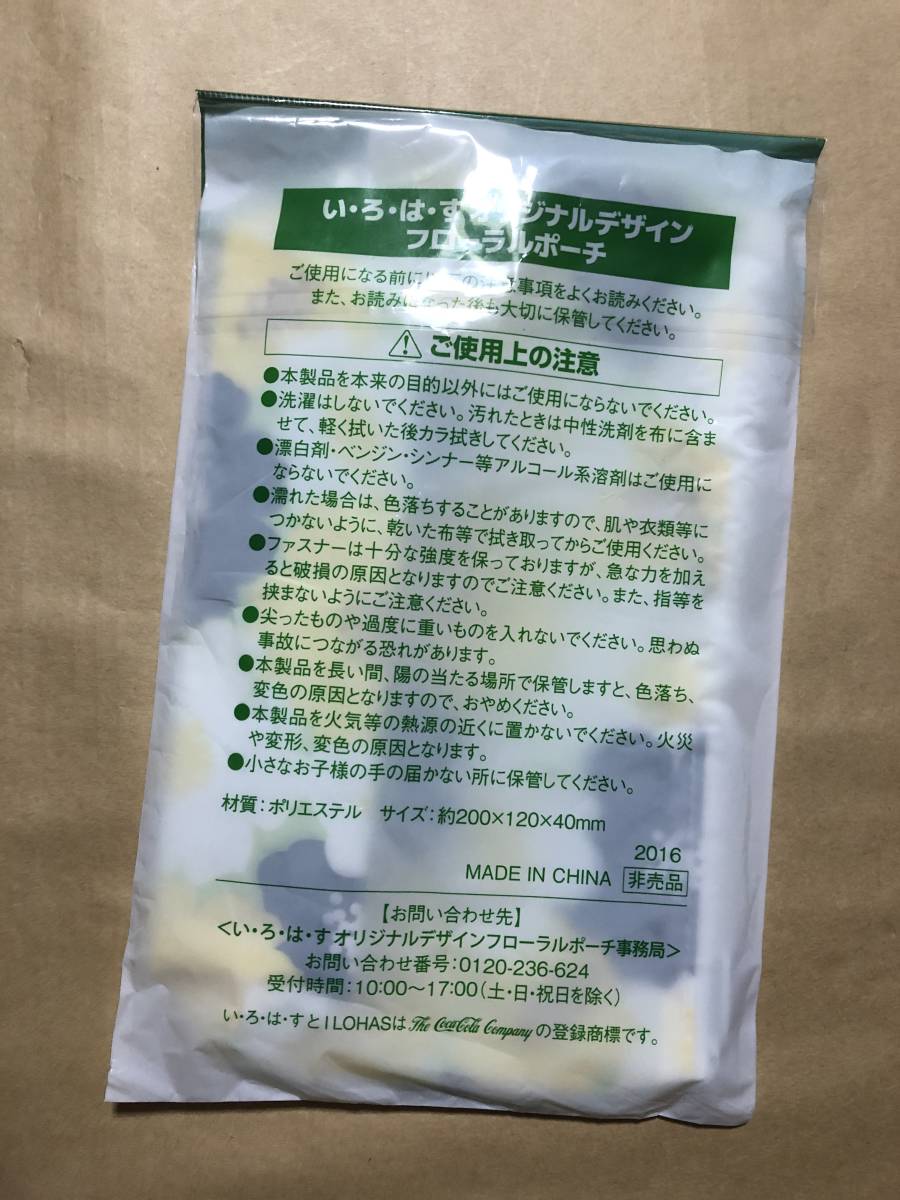 い・ろ・は・す オリジナルデザイン
フローラルポーチ
ご使用になる前に以下の注意事項をよくお読みください。
また、お読みになった後も大切に保管してください。
ご使用上の注意
●本製品を本来の目的以外にはご使用にならないでください。
●洗濯はしないでください。汚れたときは中性洗剤を布に含ま
せて、軽く拭いた後カラ拭きしてください。
●漂白剤・ベンジン・シンナー等アルコール系溶剤はご使用に
ならないでください。
●濡れた場合は、色落ちすることがありますので、肌や衣類等に
つかないように、乾いた布等で拭き取ってからご使用ください。
●ファスナーは十分な強度を保っておりますが、急な力を加え
ると破損の原因となりますのでご注意ください。また、指等を
挟まないようにご注意ください。
●尖ったものや過度に重いものを入れないでください。思わぬ
事故につながる恐れがあります。
●本製品を長い間、陽の当たる場所で保管しますと、色落ち、
変色の原因となりますので、おやめください。
●本製品を火気等の熱源の近くに置かないでください。火災
や変形、変色の原因となります。
●小さなお子様の手の届かない所に保管してください。
材質：ポリエステル　サイズ：約200×120×40mm
2016
MADE IN CHINA 非売品
【お問い合わせ先】
＜い・ろ・は・す オリジナルデザインフローラルポーチ事務局＞
お問い合わせ番号：0120-236-624
受付時間：10:00～17:00（土・日・祝日を除く）
い・ろ・は・すと I LOHASは The Coca-Cola Company の登録商標です。